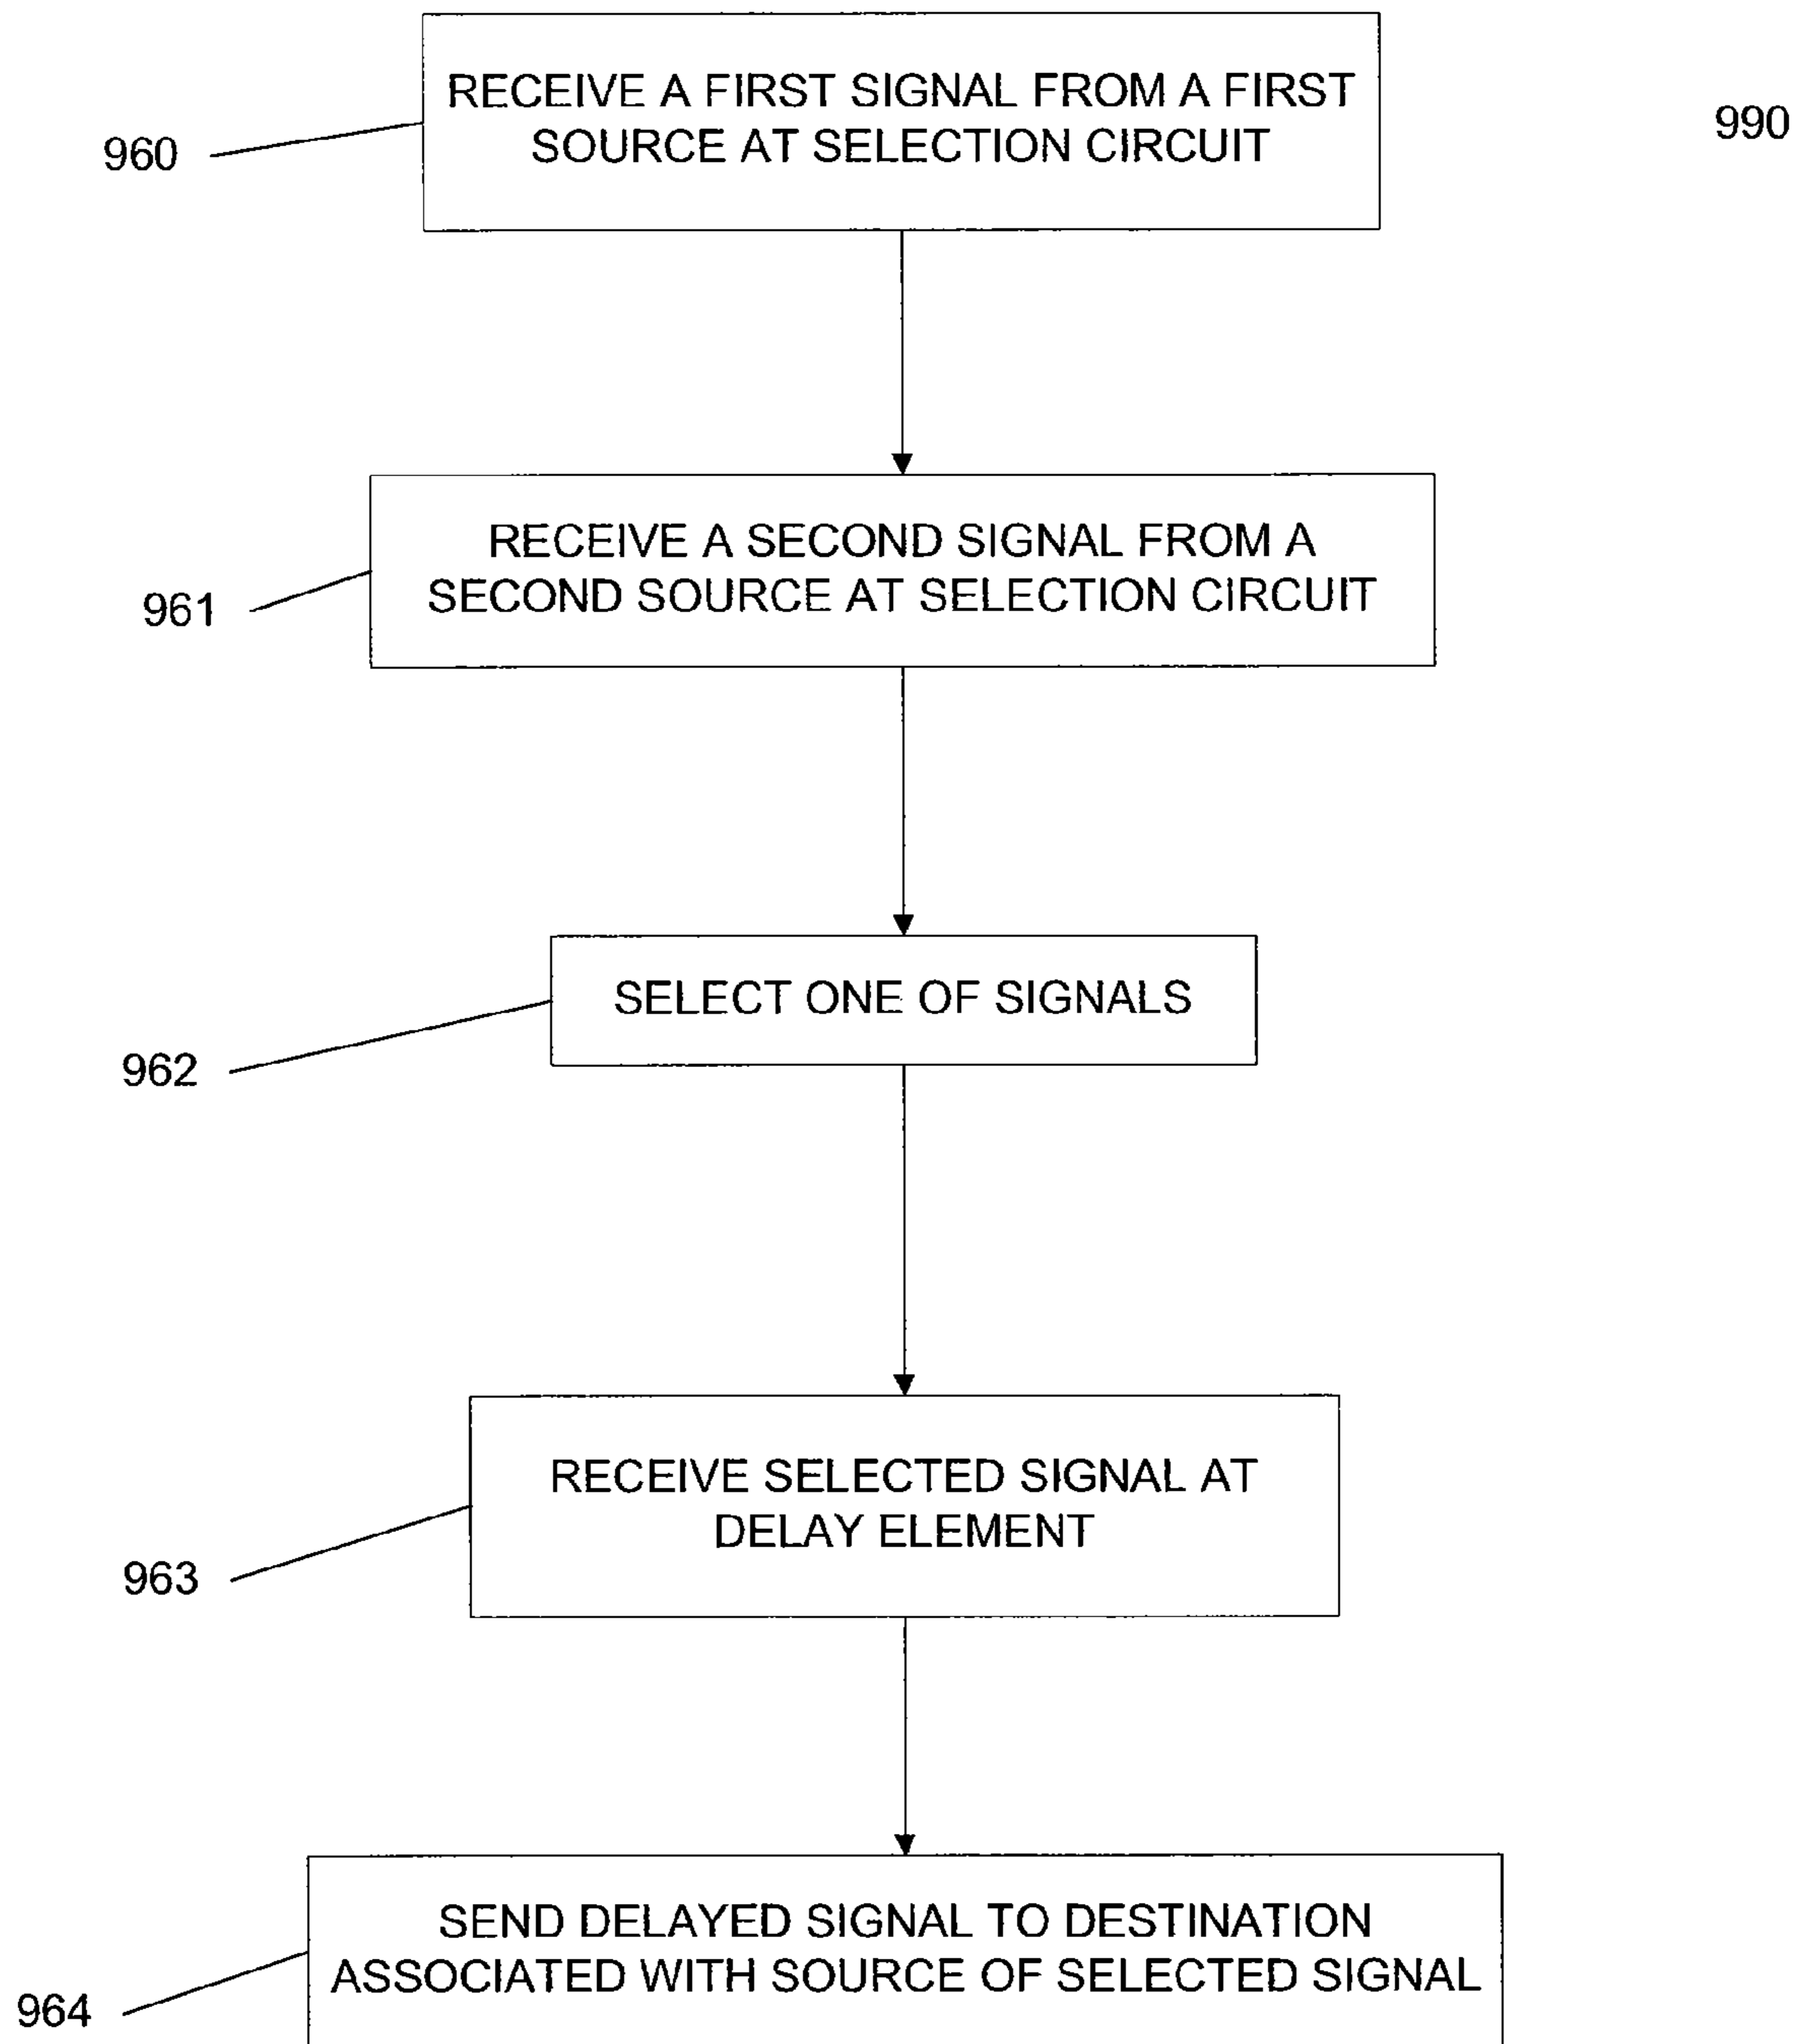 RECEIVE A FIRST SIGNAL FROM A FIRST
SOURCE AT SELECTION CIRCUIT
960
990
RECEIVE A SECOND SIGNAL FROM A
SECOND SOURCE AT SELECTION CIRCUIT
961
SELECT ONE OF SIGNALS
962
RECEIVE SELECTED SIGNAL AT
DELAY ELEMENT
963
SEND DELAYED SIGNAL TO DESTINATION
ASSOCIATED WITH SOURCE OF SELECTED SIGNAL
964